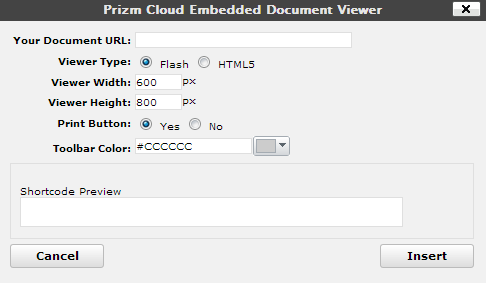 Prizm Cloud Embedded Document Viewer
Your Document URL:
Viewer Type: Flash HTML5
Viewer Width: 600 px
Viewer Height: 800 px
Print Button: Yes No
Toolbar Color: #CCCCCC
Shortcode Preview
Cancel Insert